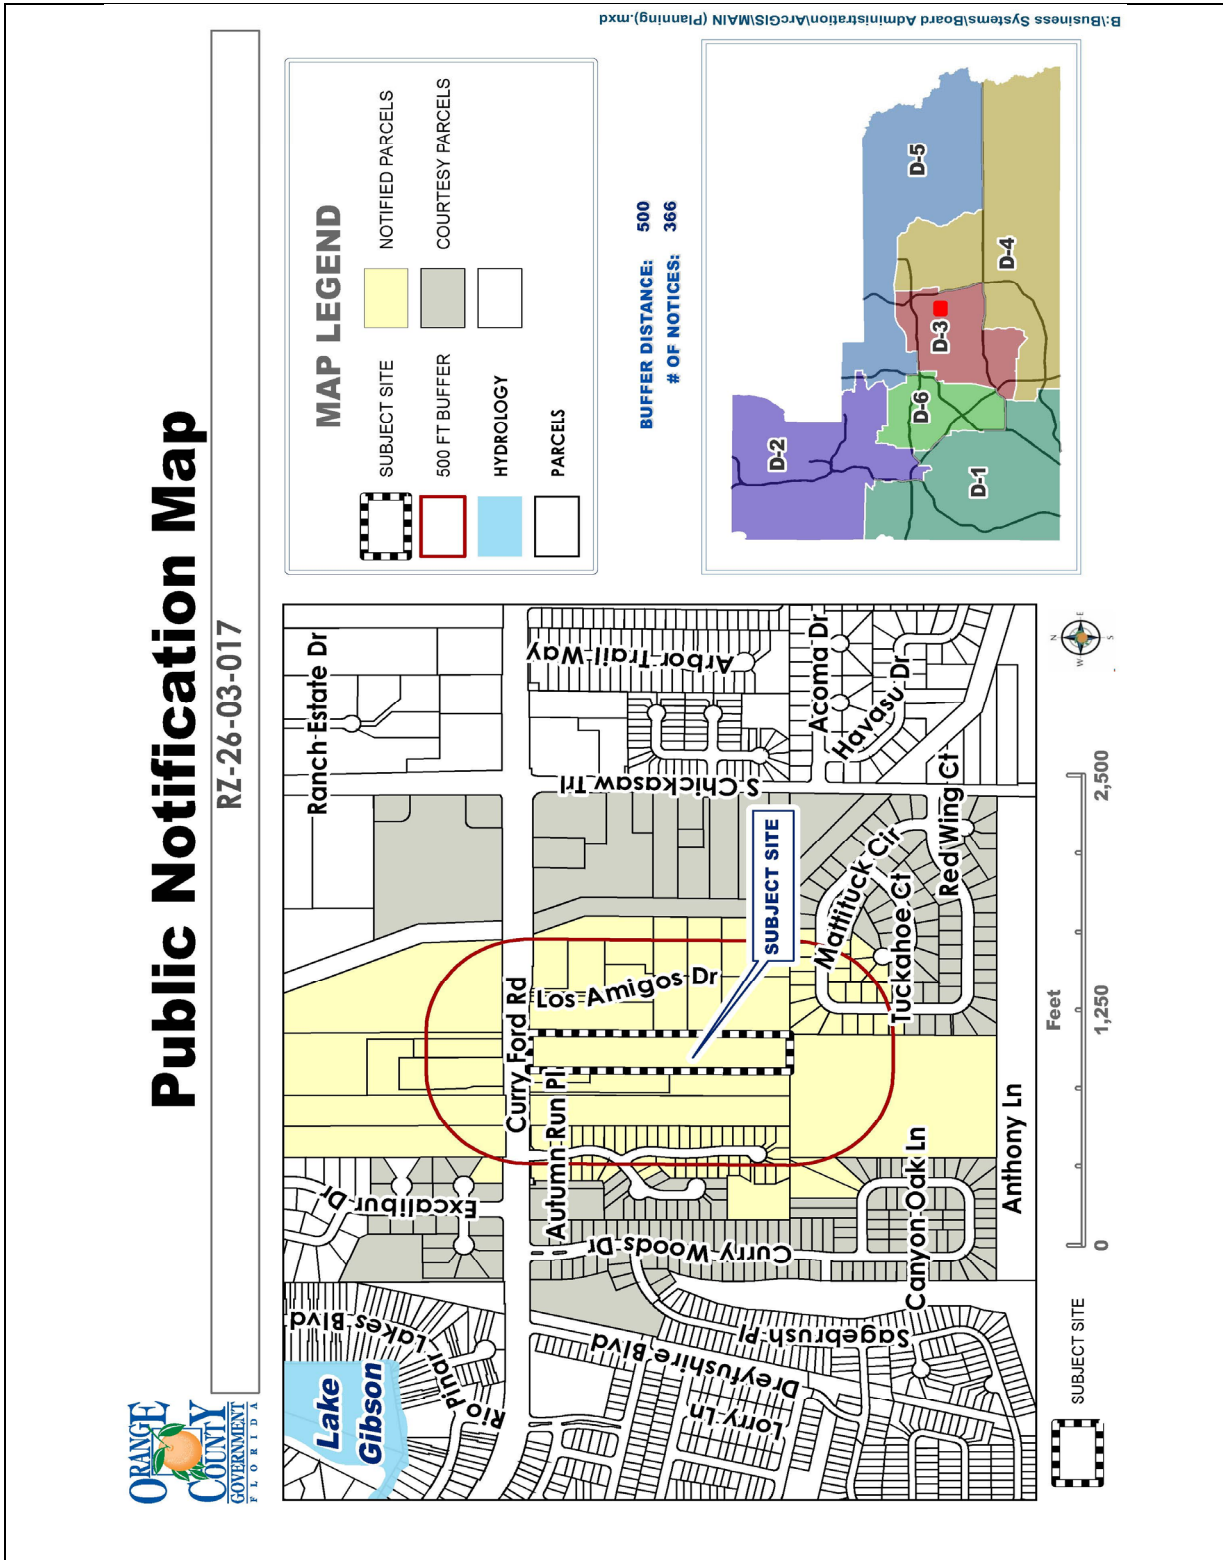 Public Notification Map
RZ-26-03-017
ORANGE
COUNTY
GOVERNMENT
FLORIDA
Ranch Estate Dr
Excalibur Dr
Rio Pinar Lakes Blvd
Lake
Gibson
Curry Ford Rd
Autumn Run Pl
Los Amigos Dr
S Chickasaw Trl
Arbor Trail Way
Acoma Dr
Havasu Dr
Mattituck Cir
Tuckahoe Ct
Red Wing Ct
Curry Woods Dr
Canyon Oak Ln
Anthony Ln
Sagebrush Pl
Dreyfushire Blvd
Lorry Ln
SUBJECT SITE
SUBJECT SITE
Feet
0
1,250
2,500
N
E
S
W
MAP LEGEND
SUBJECT SITE
500 FT BUFFER
HYDROLOGY
PARCELS
NOTIFIED PARCELS
COURTESY PARCELS
BUFFER DISTANCE: 500
# OF NOTICES: 366
D-2
D-5
D-3
D-6
D-4
D-1
B:\Business Systems\Board Administration\ArcGIS\MAIN (Planning).mxd